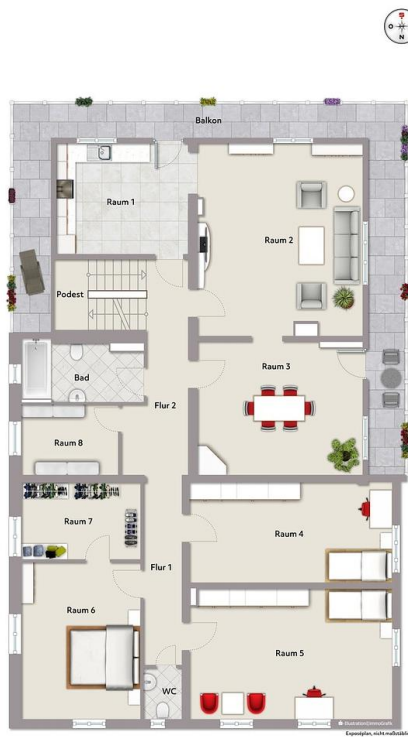 S
O
N
Balkon
Raum 1
Raum 2
Podest
Raum 3
Bad
Flur 2
Raum 8
Raum 7
Raum 4
Flur 1
Raum 6
Raum 5
WC
Exposéplan, nicht maßstäblich